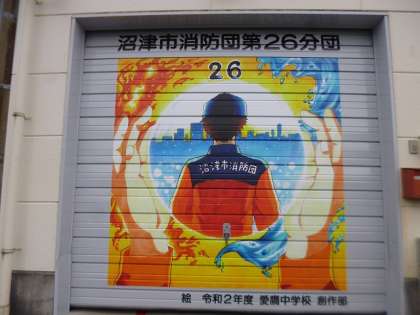 沼津市消防団第26分団
26
沼津市消防団
絵 令和2年度 愛鷹中学校 創作部